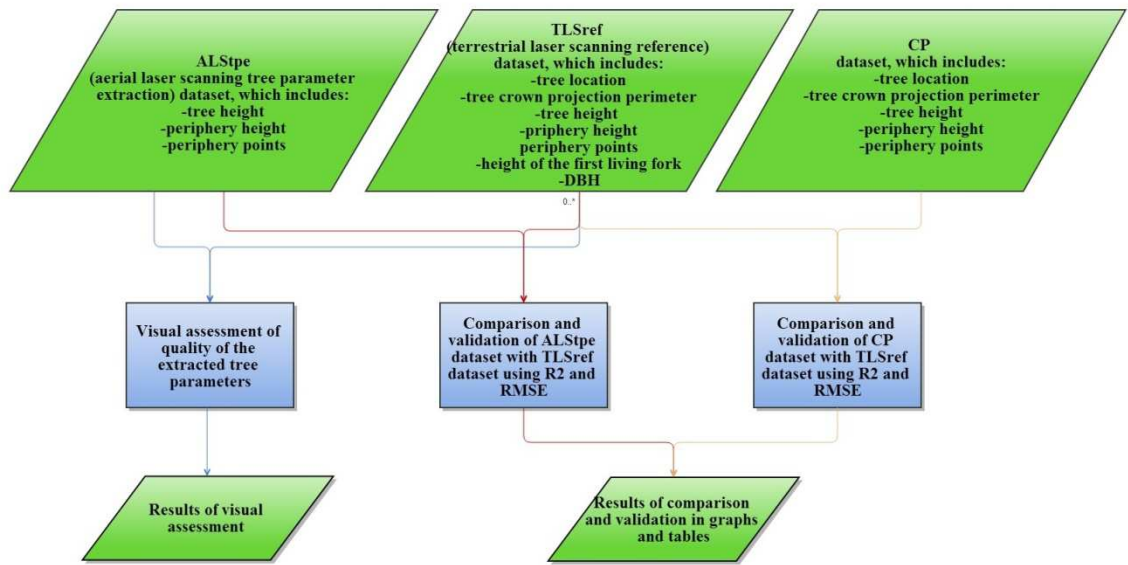 ALStpe
(aerial laser scanning tree parameter
extraction) dataset, which includes:
-tree height
-periphery height
-periphery points
TLSref
(terrestrial laser scanning reference)
dataset, which includes:
-tree location
-tree crown projection perimeter
-tree height
-priphery height
periphery points
-height of the first living fork
-DBH
CP
dataset, which includes:
-tree location
-tree crown projection perimeter
-tree height
-periphery height
-periphery points
0..*
Visual assessment of
quality of the
extracted tree
parameters
Comparison and
validation of ALStpe
dataset with TLSref
dataset using R2 and
RMSE
Comparison and
validation of CP
dataset with TLSref
dataset using R2 and
RMSE
Results of visual
assessment
Results of comparison
and validation in graphs
and tables